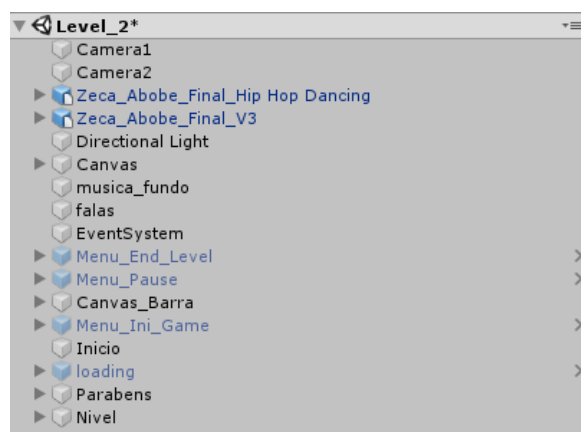 Level_2*
Camera1
Camera2
Zeca_Abobe_Final_Hip Hop Dancing
Zeca_Abobe_Final_V3
Directional Light
Canvas
musica_fundo
falas
EventSystem
Menu_End_Level
Menu_Pause
Canvas_Barra
Menu_Ini_Game
Inicio
loading
Parabens
Nivel